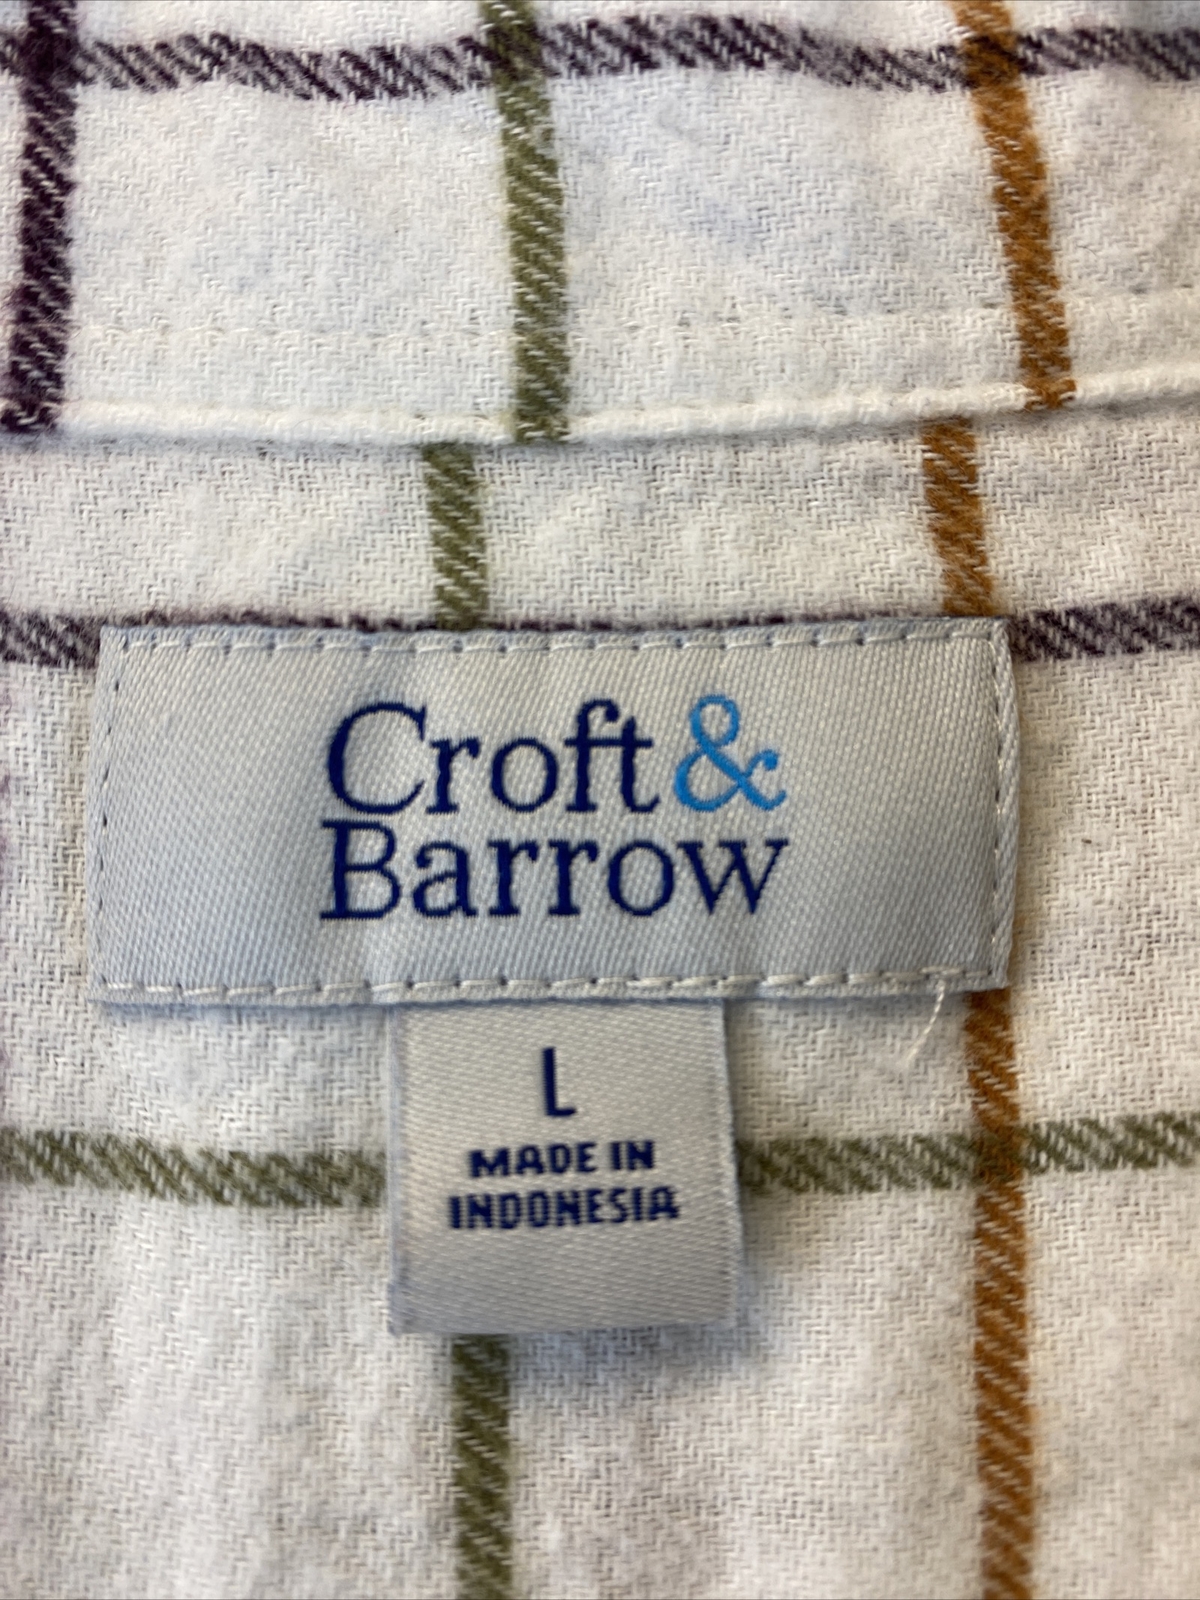 Croft &
Barrow
L
MADE IN
INDONESIA